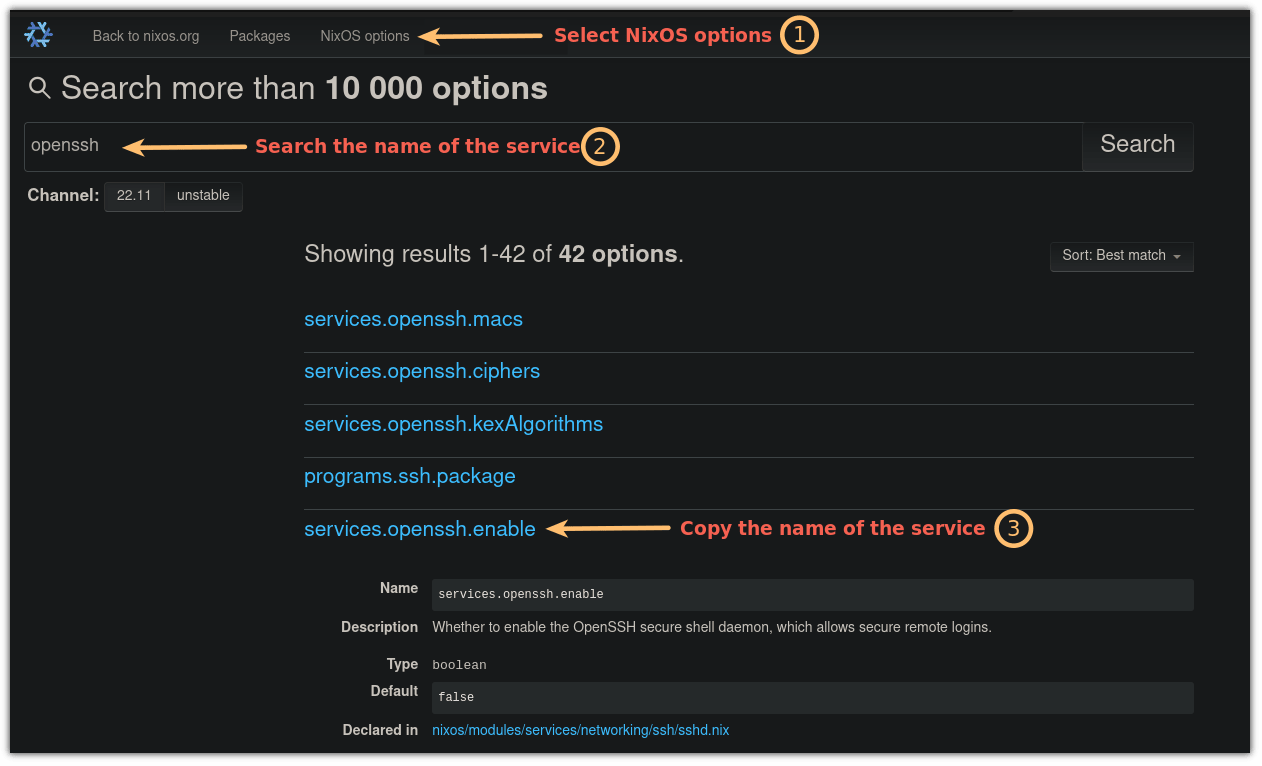 Back to nixos.org Packages NixOS options Select NixOS options 1
Search more than 10 000 options
openssh Search the name of the service 2 Search
Channel: 22.11 unstable
Showing results 1-42 of 42 options. Sort: Best match
services.openssh.macs
services.openssh.ciphers
services.openssh.kexAlgorithms
programs.ssh.package
services.openssh.enable Copy the name of the service 3
Name services.openssh.enable
Description Whether to enable the OpenSSH secure shell daemon, which allows secure remote logins.
Type boolean
Default false
Declared in nixos/modules/services/networking/ssh/sshd.nix